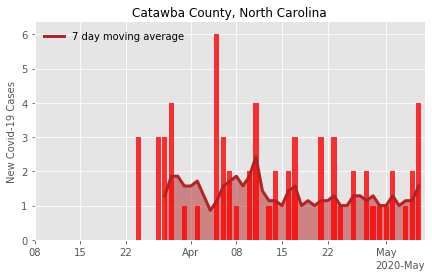 Catawba County, North Carolina
7 day moving average
New Covid-19 Cases
6
5
4
3
2
1
0
08 15 22 Apr 08 15 22 May
2020-May